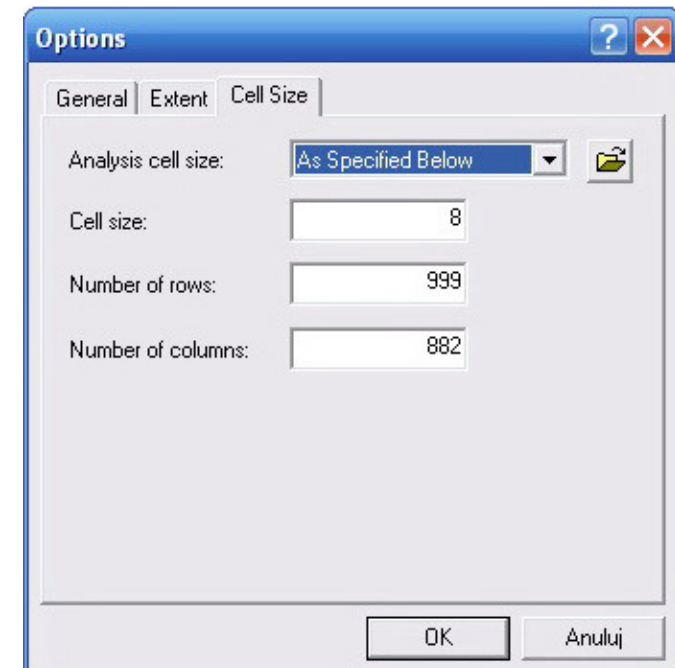 Options
General Extent Cell Size
Analysis cell size: As Specified Below
Cell size: 8
Number of rows: 999
Number of columns: 882
OK Anuluj